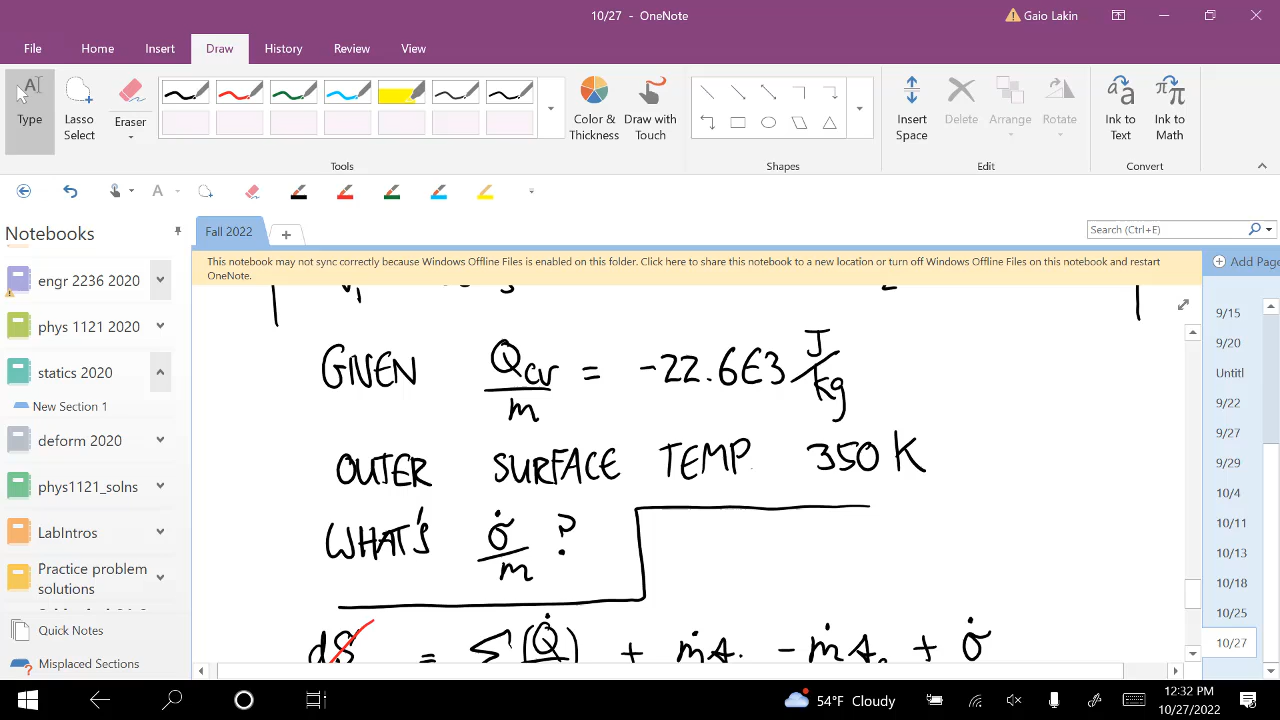 10/27 - OneNote
Gaio Lakin
File Home Insert Draw History Review View
Type
Lasso Select
Eraser
Color & Thickness
Draw with Touch
Insert Space
Delete
Arrange
Rotate
Ink to Text
Ink to Math
Tools
Shapes
Edit
Convert
Notebooks
Fall 2022
Search (Ctrl+E)
This notebook may not sync correctly because Windows Offline Files is enabled on this folder. Click here to share this notebook to a new location or turn off Windows Offline Files on this notebook and restart
OneNote.
Add Page
engr 2236 2020
phys 1121 2020
statics 2020
New Section 1
deform 2020
phys1121_solns
LabIntros
Practice problem
solutions
Quick Notes
Misplaced Sections
GIVEN Qcv/m = -22.6E3 J/kg
OUTER SURFACE TEMP. 350 K
WHAT'S σ̇/m ?
dS = Σ(Q̇ + ṁs - ṁs + σ̇
9/15
9/20
Untitl
9/22
9/27
9/29
10/4
10/11
10/13
10/18
10/25
10/27
54°F Cloudy
12:32 PM
10/27/2022